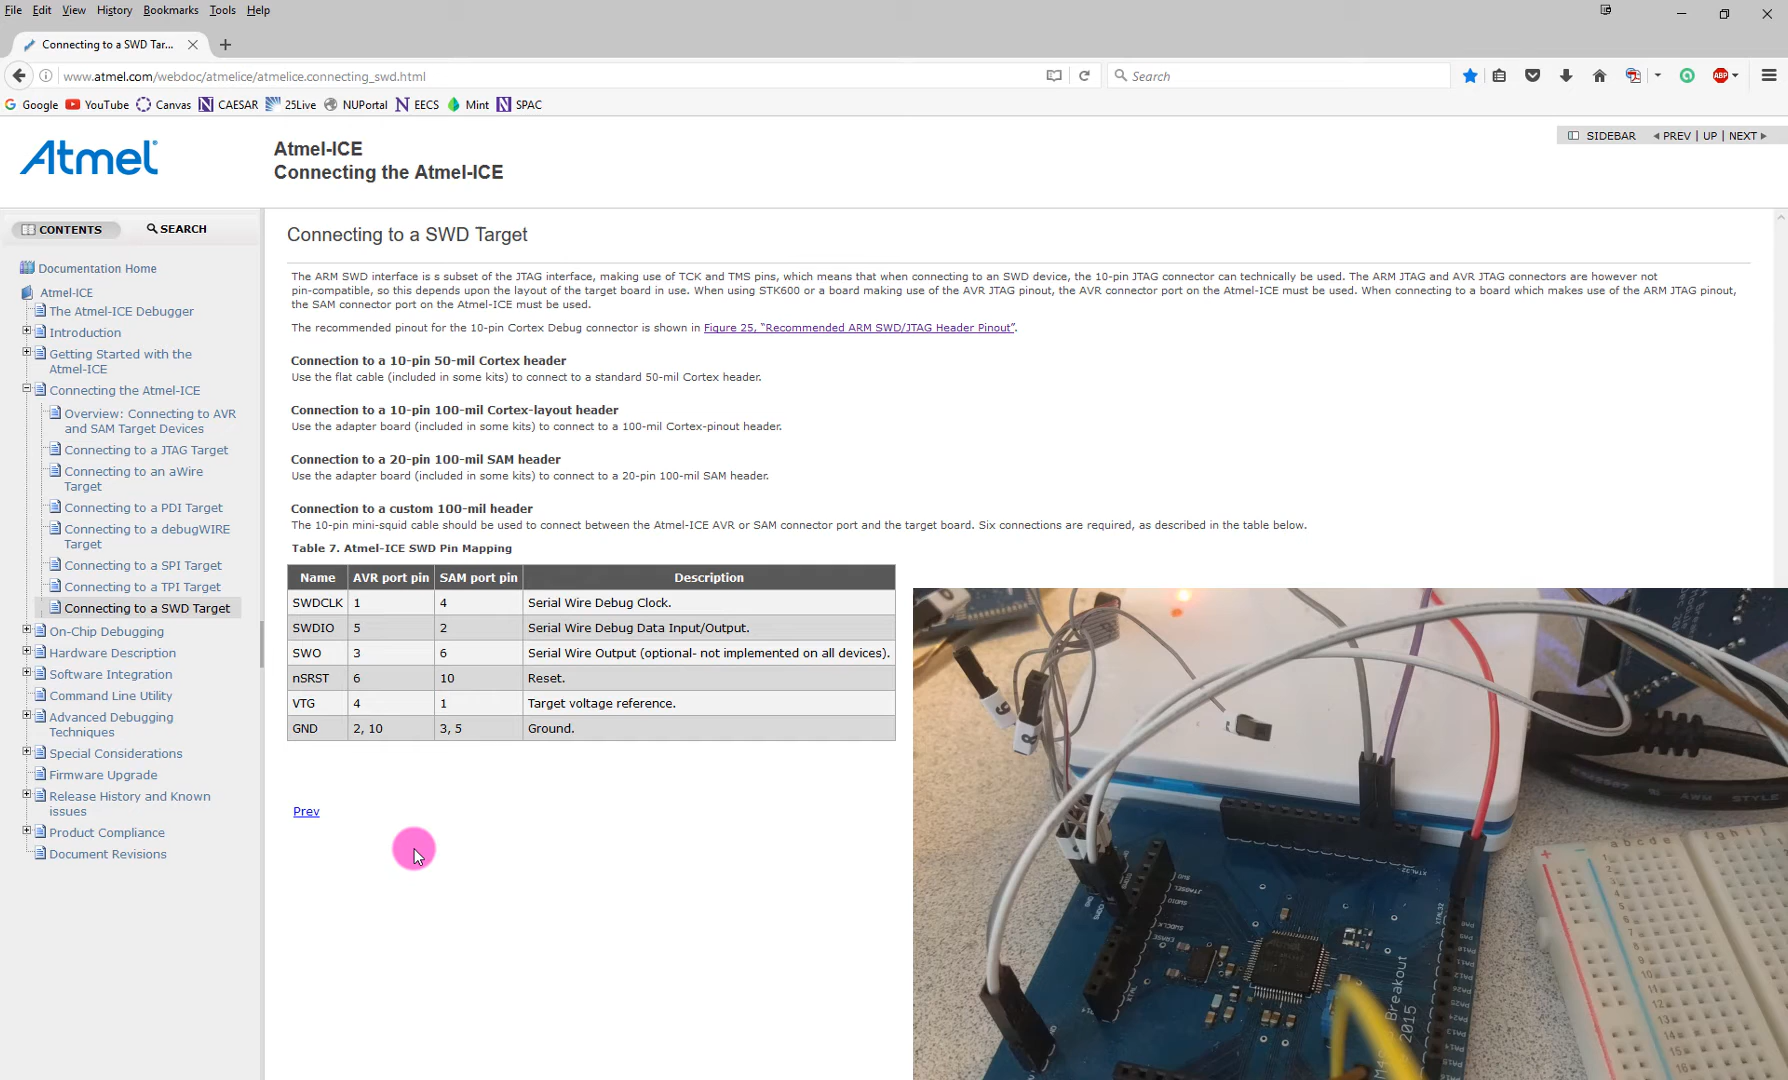 File Edit View History Bookmarks Tools Help
Connecting to a SWD Tar...
www.atmel.com/webdoc/atmelice/atmelice.connecting_swd.html
Search
ABP
Google YouTube Canvas CAESAR 25Live NUPortal EECS Mint SPAC
Atmel
Atmel-ICE
Connecting the Atmel-ICE
SIDEBAR PREV | UP | NEXT
CONTENTS SEARCH
Documentation Home
Atmel-ICE
The Atmel-ICE Debugger
Introduction
Getting Started with the
Atmel-ICE
Connecting the Atmel-ICE
Overview: Connecting to AVR
and SAM Target Devices
Connecting to a JTAG Target
Connecting to an aWire
Target
Connecting to a PDI Target
Connecting to a debugWIRE
Target
Connecting to a SPI Target
Connecting to a TPI Target
Connecting to a SWD Target
On-Chip Debugging
Hardware Description
Software Integration
Command Line Utility
Advanced Debugging
Techniques
Special Considerations
Firmware Upgrade
Release History and Known
issues
Product Compliance
Document Revisions
Connecting to a SWD Target
The ARM SWD interface is s subset of the JTAG interface, making use of TCK and TMS pins, which means that when connecting to an SWD device, the 10-pin JTAG connector can technically be used. The ARM JTAG and AVR JTAG connectors are however not
pin-compatible, so this depends upon the layout of the target board in use. When using STK600 or a board making use of the AVR JTAG pinout, the AVR connector port on the Atmel-ICE must be used. When connecting to a board which makes use of the ARM JTAG pinout,
the SAM connector port on the Atmel-ICE must be used.
The recommended pinout for the 10-pin Cortex Debug connector is shown in Figure 25, “Recommended ARM SWD/JTAG Header Pinout”.
Connection to a 10-pin 50-mil Cortex header
Use the flat cable (included in some kits) to connect to a standard 50-mil Cortex header.
Connection to a 10-pin 100-mil Cortex-layout header
Use the adapter board (included in some kits) to connect to a 100-mil Cortex-pinout header.
Connection to a 20-pin 100-mil SAM header
Use the adapter board (included in some kits) to connect to a 20-pin 100-mil SAM header.
Connection to a custom 100-mil header
The 10-pin mini-squid cable should be used to connect between the Atmel-ICE AVR or SAM connector port and the target board. Six connections are required, as described in the table below.
Table 7. Atmel-ICE SWD Pin Mapping
Name AVR port pin SAM port pin Description
SWDCLK 1 4 Serial Wire Debug Clock.
SWDIO 5 2 Serial Wire Debug Data Input/Output.
SWO 3 6 Serial Wire Output (optional- not implemented on all devices).
nSRST 6 10 Reset.
VTG 4 1 Target voltage reference.
GND 2, 10 3, 5 Ground.
Prev
AWM STYLE
8
XTAL32
JTAGSEL
SWDIO
SWDCLK
ERASE
XTAL
Breakout
2015